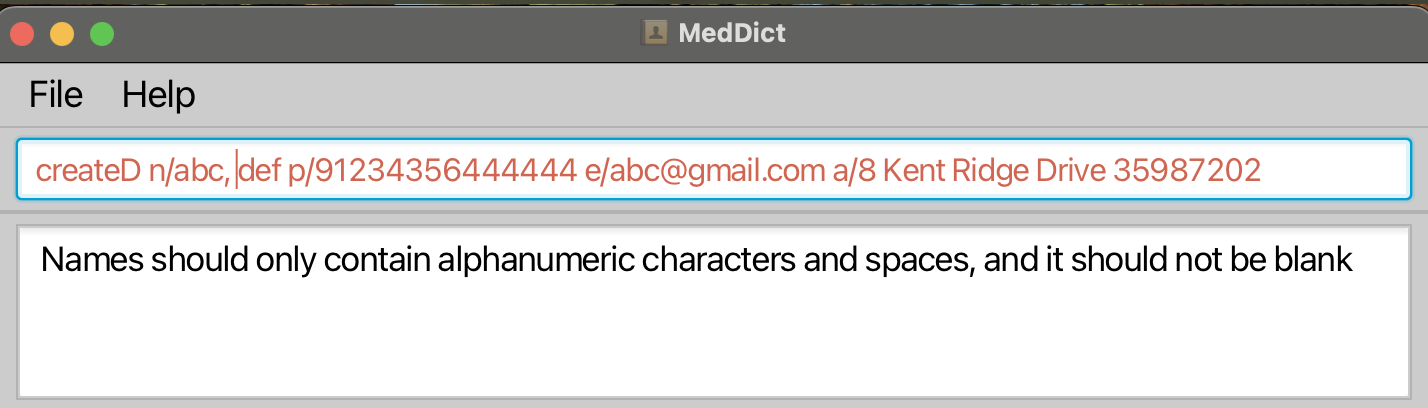 MedDict
File Help
createD n/abc, def p/91234356444444 e/abc@gmail.com a/8 Kent Ridge Drive 35987202
Names should only contain alphanumeric characters and spaces, and it should not be blank